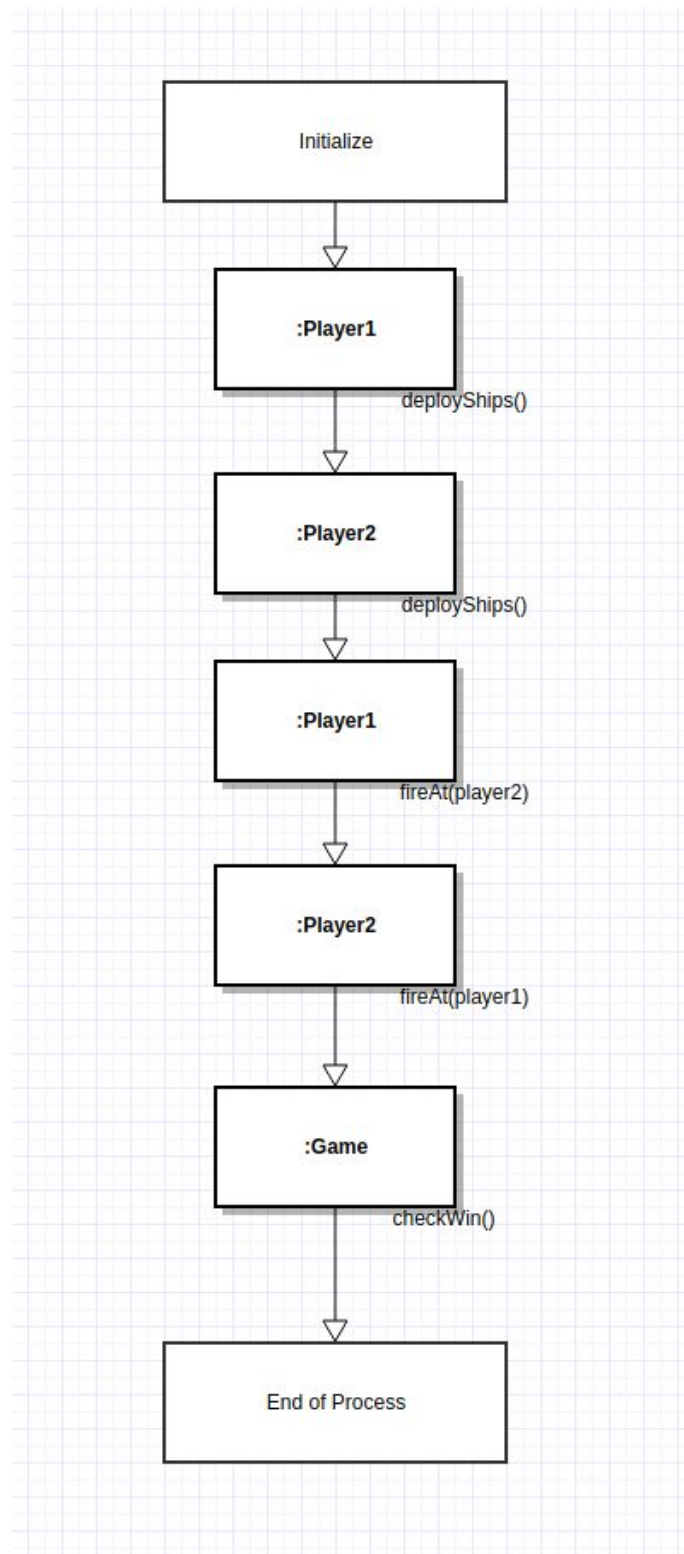 Initialize
:Player1
deployShips()
:Player2
deployShips()
:Player1
fireAt(player2)
:Player2
fireAt(player1)
:Game
checkWin()
End of Process